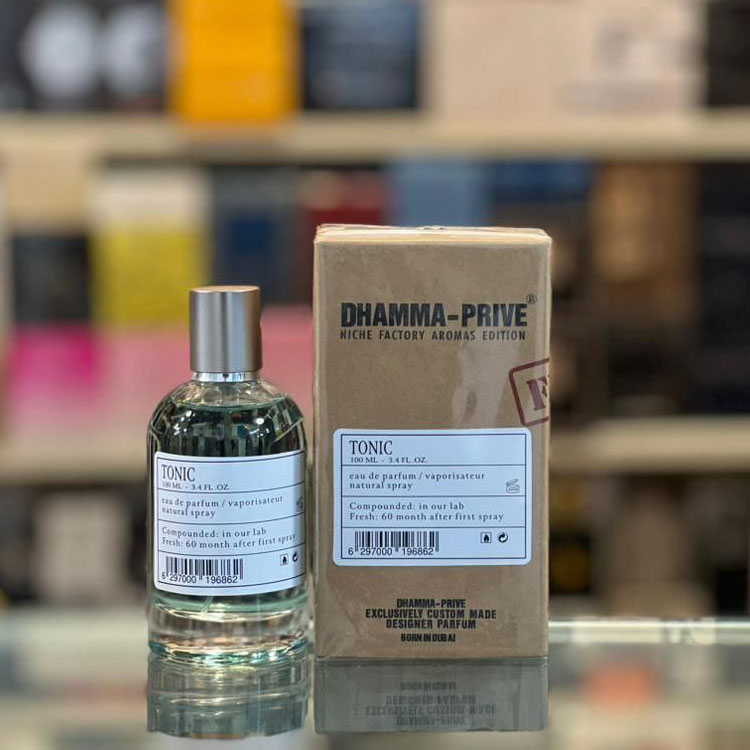 DHAMMA-PRIVE®
NICHE FACTORY AROMAS EDITION
F
TONIC
100 ML - 3.4 FL .OZ.
eau de parfum / vaporisateur
natural spray
Compounded: in our lab
Fresh: 60 month after first spray
6 297000 196862
DHAMMA-PRIVE
EXCLUSIVELY CUSTOM MADE
DESIGNER PARFUM
BORN IN DUBAI
TONIC
100 ML - 3.4 FL .OZ.
eau de parfum / vaporisateur
natural spray
Compounded: in our lab
Fresh: 60 month after first spray
6 297000 196862